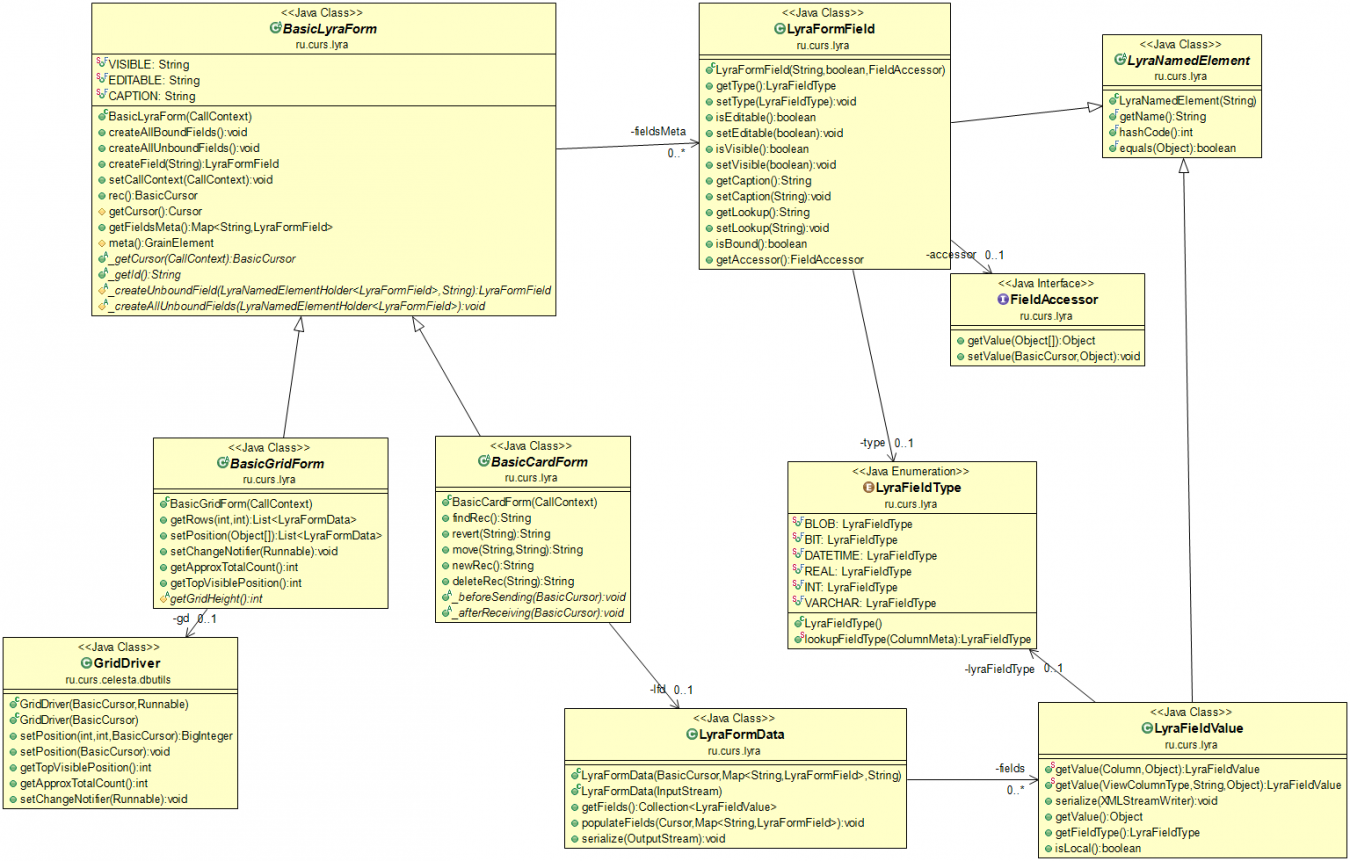 <<Java Class>>
BasicLyraForm
ru.curs.lyra
VISIBLE: String
EDITABLE: String
CAPTION: String
BasicLyraForm(CallContext)
createAllBoundFields():void
createAllUnboundFields():void
createField(String):LyraFormField
setCallContext(CallContext):void
rec():BasicCursor
getCursor():Cursor
getFieldsMeta():Map<String,LyraFormField>
meta():GrainElement
_getCursor(CallContext):BasicCursor
_getId():String
_createUnboundField(LyraNamedElementHolder<LyraFormField>,String):LyraFormField
_createAllUnboundFields(LyraNamedElementHolder<LyraFormField>):void
-fieldsMeta
0..*
<<Java Class>>
LyraFormField
ru.curs.lyra
LyraFormField(String,boolean,FieldAccessor)
getType():LyraFieldType
setType(LyraFieldType):void
isEditable():boolean
setEditable(boolean):void
isVisible():boolean
setVisible(boolean):void
getCaption():String
setCaption(String):void
getLookup():String
setLookup(String):void
isBound():boolean
getAccessor():FieldAccessor
<<Java Class>>
LyraNamedElement
ru.curs.lyra
LyraNamedElement(String)
getName():String
hashCode():int
equals(Object):boolean
-accessor 0..1
<<Java Interface>>
FieldAccessor
ru.curs.lyra
getValue(Object[]):Object
setValue(BasicCursor,Object):void
<<Java Class>>
BasicGridForm
ru.curs.lyra
BasicGridForm(CallContext)
getRows(int,int):List<LyraFormData>
setPosition(Object[]):List<LyraFormData>
setChangeNotifier(Runnable):void
getApproxTotalCount():int
getTopVisiblePosition():int
getGridHeight():int
<<Java Class>>
BasicCardForm
ru.curs.lyra
BasicCardForm(CallContext)
findRec():String
revert(String):String
move(String,String):String
newRec():String
deleteRec(String):String
_beforeSending(BasicCursor):void
_afterReceiving(BasicCursor):void
-type 0..1
<<Java Enumeration>>
LyraFieldType
ru.curs.lyra
BLOB: LyraFieldType
BIT: LyraFieldType
DATETIME: LyraFieldType
REAL: LyraFieldType
INT: LyraFieldType
VARCHAR: LyraFieldType
LyraFieldType()
lookupFieldType(ColumnMeta):LyraFieldType
-gd 0..1
<<Java Class>>
GridDriver
ru.curs.celesta.dbutils
GridDriver(BasicCursor,Runnable)
GridDriver(BasicCursor)
setPosition(int,int,BasicCursor):BigInteger
setPosition(BasicCursor):void
getTopVisiblePosition():int
getApproxTotalCount():int
setChangeNotifier(Runnable):void
-lfd 0..1
<<Java Class>>
LyraFormData
ru.curs.lyra
LyraFormData(BasicCursor,Map<String,LyraFormField>,String)
LyraFormData(InputStream)
getFields():Collection<LyraFieldValue>
populateFields(Cursor,Map<String,LyraFormField>):void
serialize(OutputStream):void
-lyraFieldType 0..1
-fields
0..*
<<Java Class>>
LyraFieldValue
ru.curs.lyra
getValue(Column,Object):LyraFieldValue
getValue(ViewColumnType,String,Object):LyraFieldValue
serialize(XMLStreamWriter):void
getValue():Object
getFieldType():LyraFieldType
isLocal():boolean